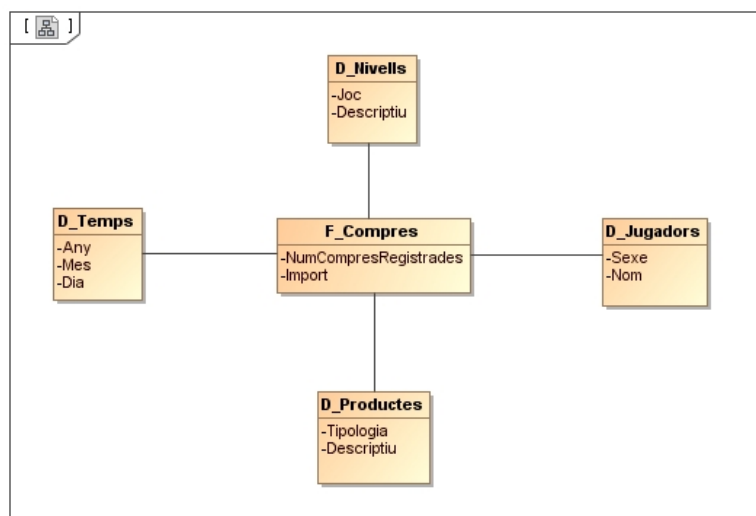 [ ]
D_Nivells
-Joc
-Descriptiu
D_Temps
-Any
-Mes
-Dia
F_Compres
-NumCompresRegistrades
-Import
D_Jugadors
-Sexe
-Nom
D_Productes
-Tipologia
-Descriptiu